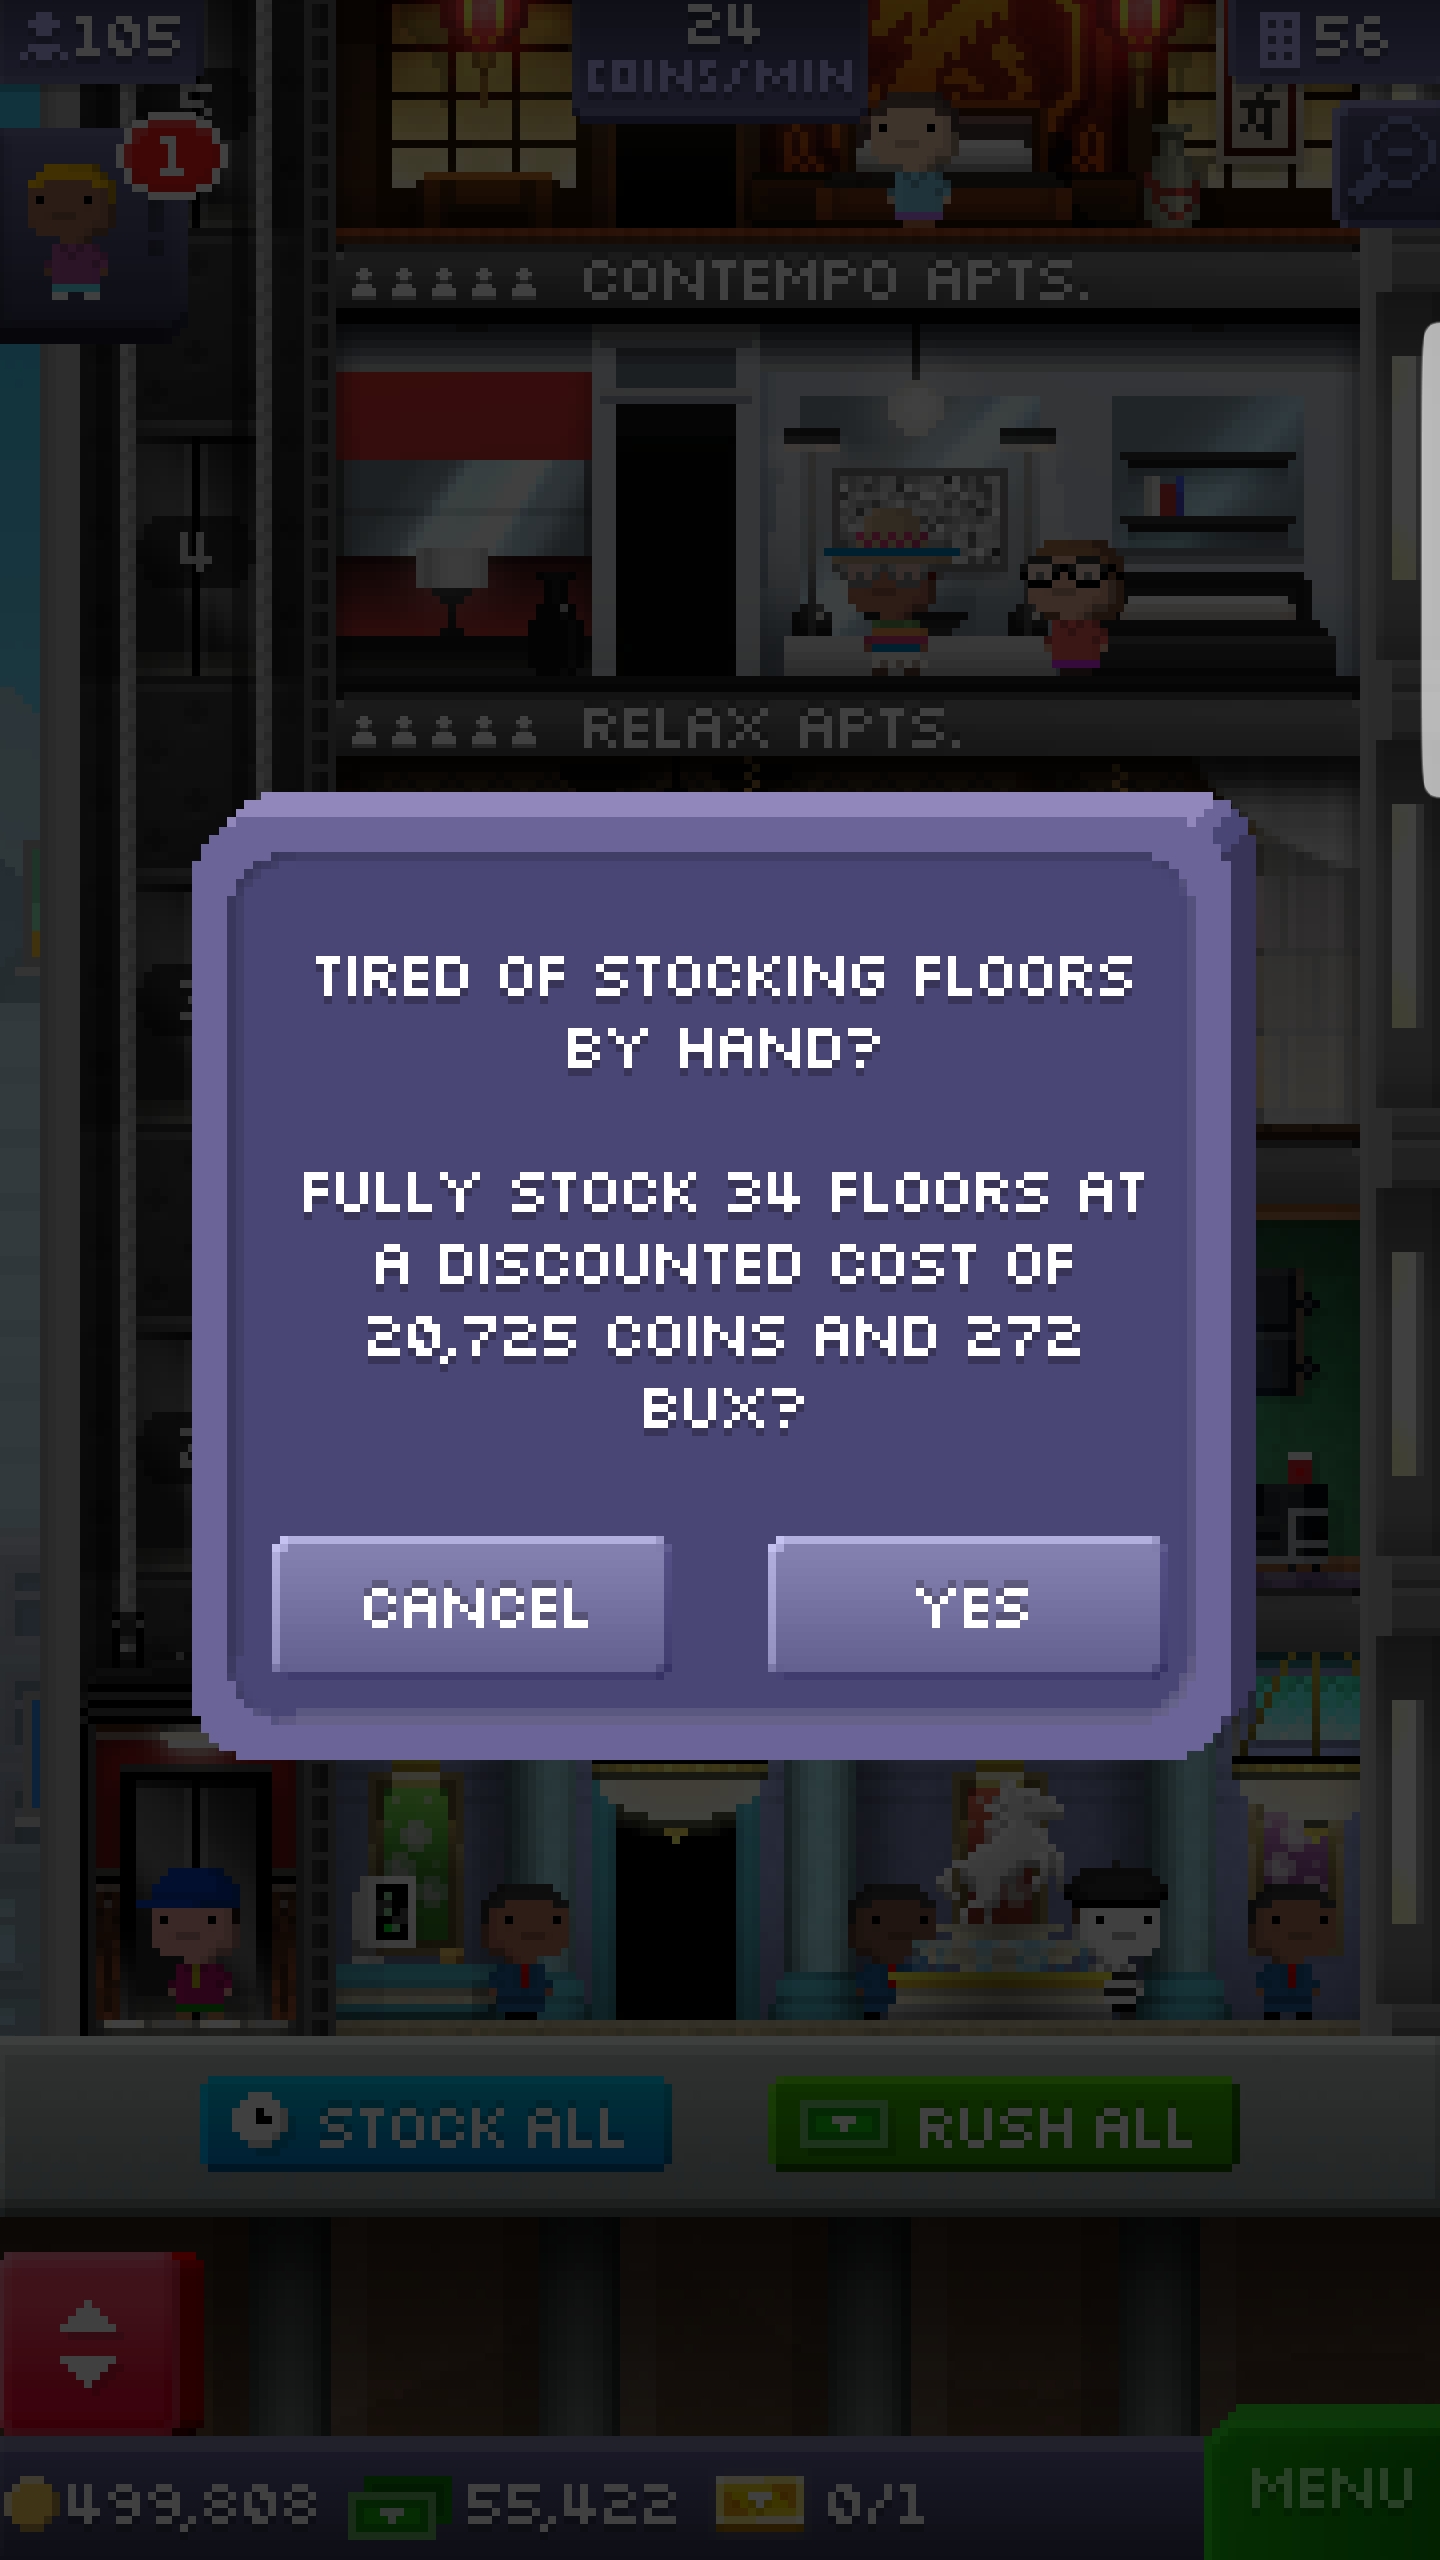 105
24
COINS/MIN
56
5
1
CONTEMPO APTS.
4
RELAX APTS.
TIRED OF STOCKING FLOORS
BY HAND?
FULLY STOCK 34 FLOORS AT
A DISCOUNTED COST OF
20,725 COINS AND 272
BUX?
CANCEL
YES
STOCK ALL
RUSH ALL
499,808
55,422
0/1
MENU